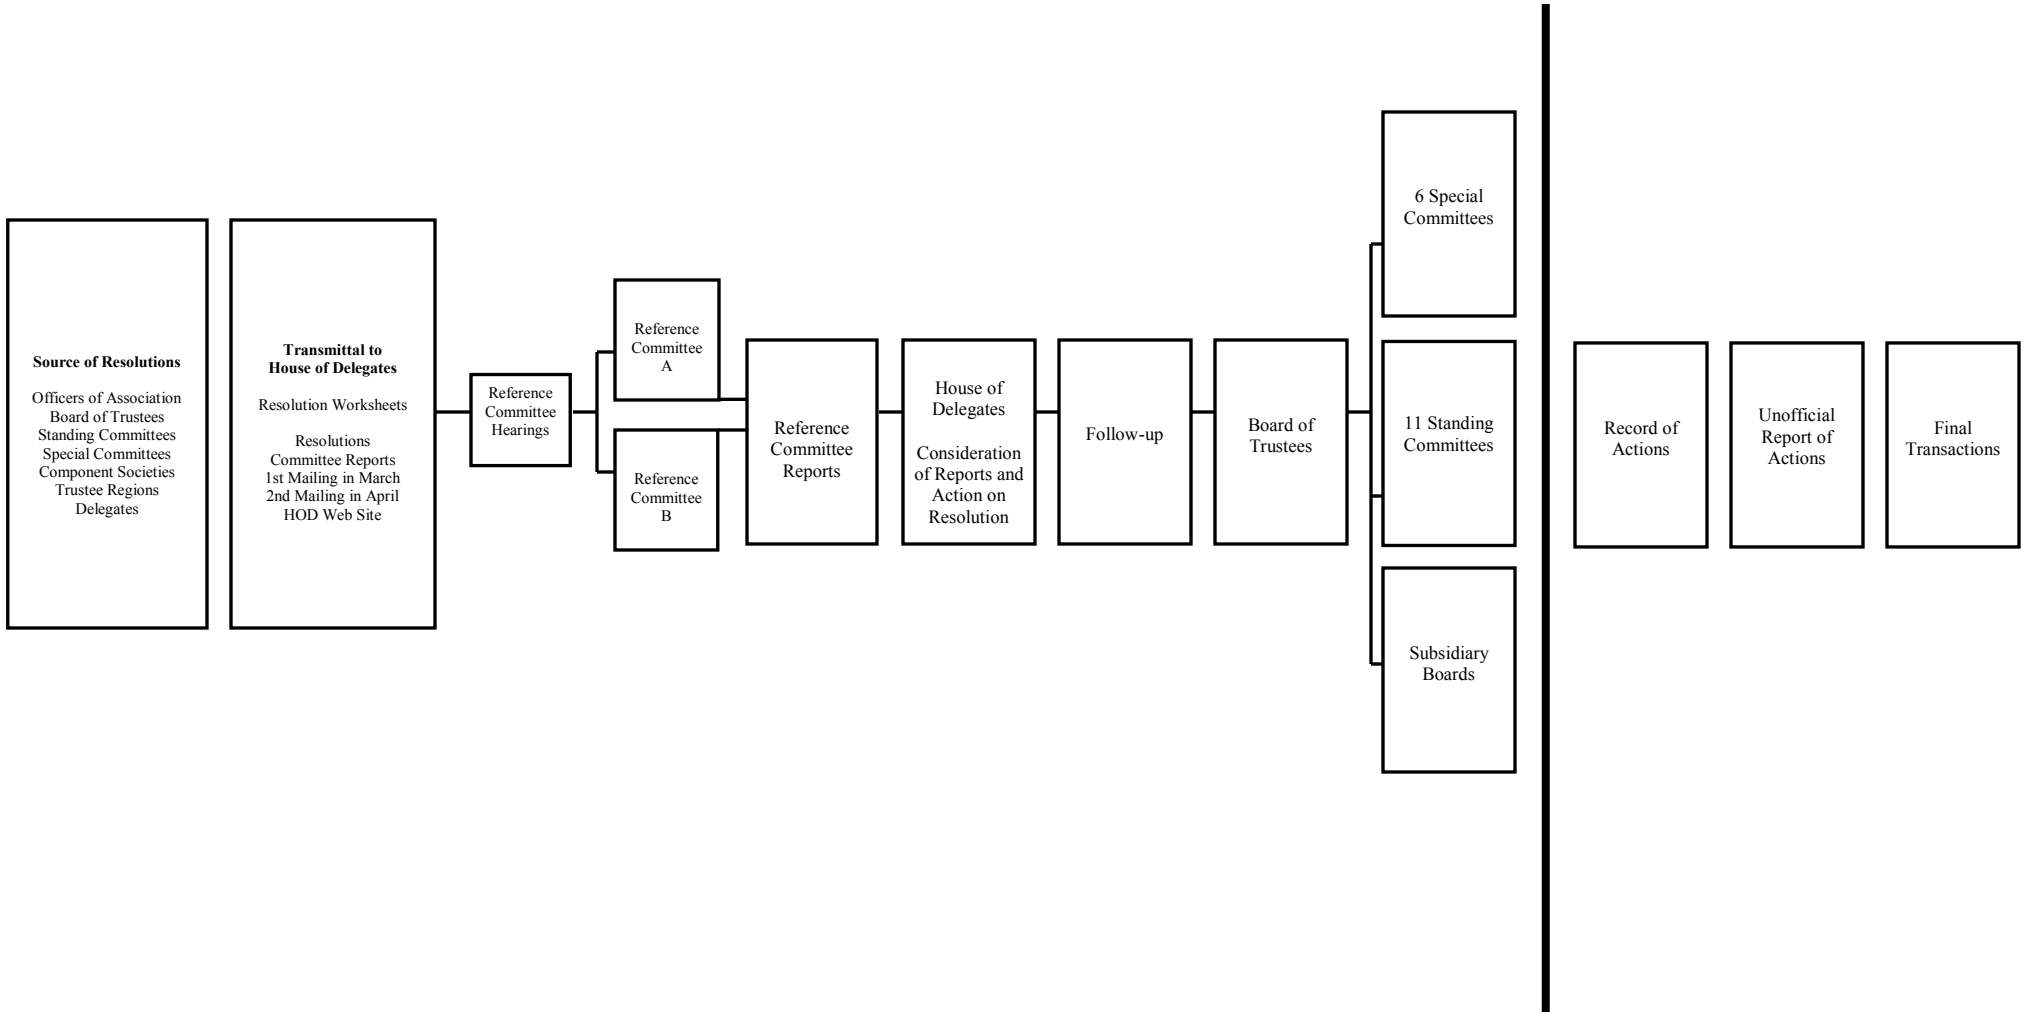 Source of Resolutions
Officers of Association
Board of Trustees
Standing Committees
Special Committees
Component Societies
Trustee Regions
Delegates
Transmittal to
House of Delegates
Resolution Worksheets
Resolutions
Committee Reports
1st Mailing in March
2nd Mailing in April
HOD Web Site
Reference
Committee
Hearings
Reference
Committee
A
Reference
Committee
B
Reference
Committee
Reports
House of
Delegates
Consideration
of Reports and
Action on
Resolution
Follow-up
Board of
Trustees
6 Special
Committees
11 Standing
Committees
Subsidiary
Boards
Record of
Actions
Unofficial
Report of
Actions
Final
Transactions